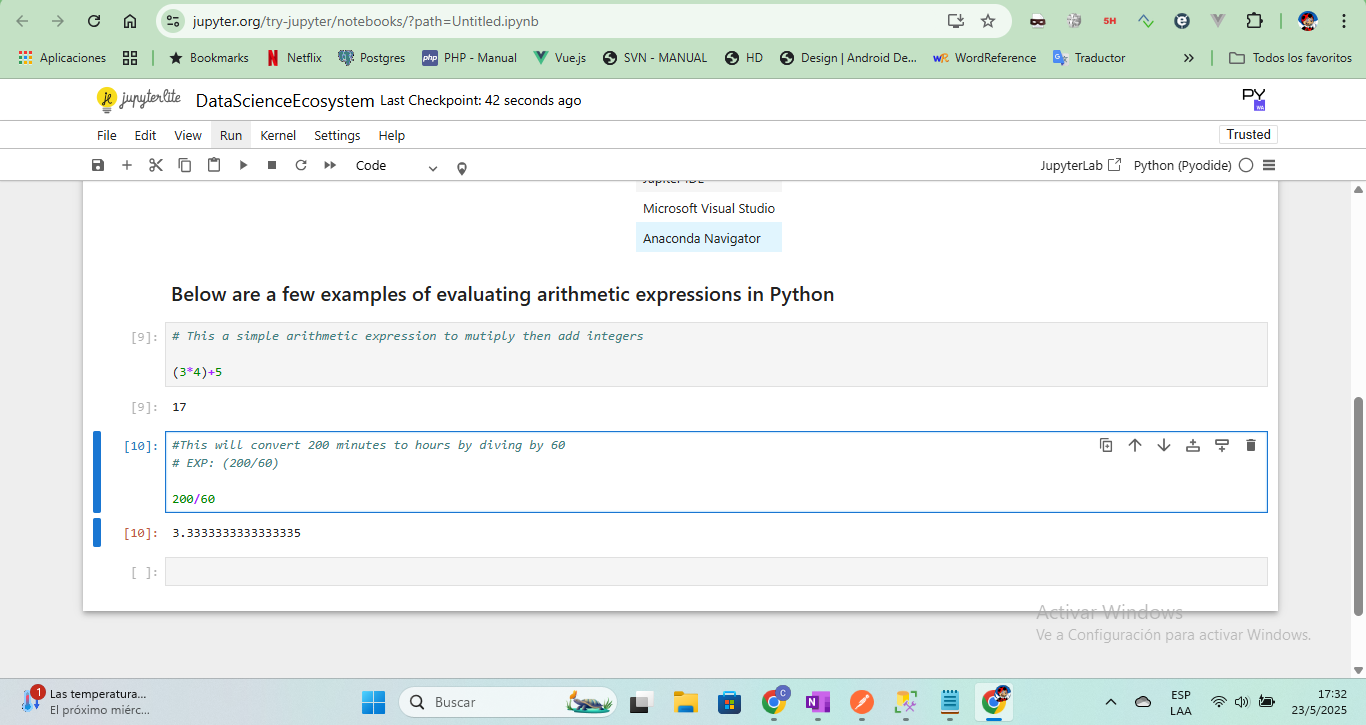 jupyter.org/try-jupyter/notebooks/?path=Untitled.ipynb
5H
Aplicaciones
Bookmarks
Netflix
Postgres
php PHP - Manual
Vue.js
SVN - MANUAL
HD
Design | Android De...
WR WordReference
Traductor
»
Todos los favoritos
jupyterlite DataScienceEcosystem Last Checkpoint: 42 seconds ago
PY
File Edit View Run Kernel Settings Help
Trusted
Code
JupyterLab
Python (Pyodide)
Jupiter IDE
Microsoft Visual Studio
Anaconda Navigator
Below are a few examples of evaluating arithmetic expressions in Python
[9]: # This a simple arithmetic expression to mutiply then add integers
(3*4)+5
[9]: 17
[10]: #This will convert 200 minutes to hours by diving by 60
# EXP: (200/60)
200/60
[10]: 3.3333333333333335
[ ]:
Activar Windows
Ve a Configuración para activar Windows.
1
Las temperatura...
El próximo miérc...
Buscar
C
N
ESP
LAA
17:32
23/5/2025